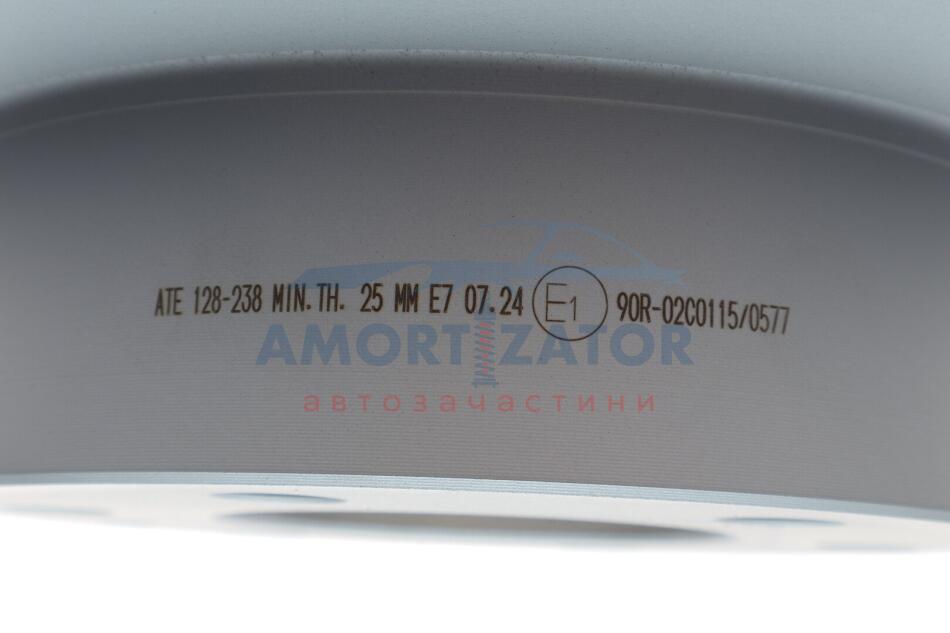 ATE 128-238 MIN.TH. 25 MM E7 07.24 E1 90R-02C0115/0577
AMORTIZATOR
автозачастини